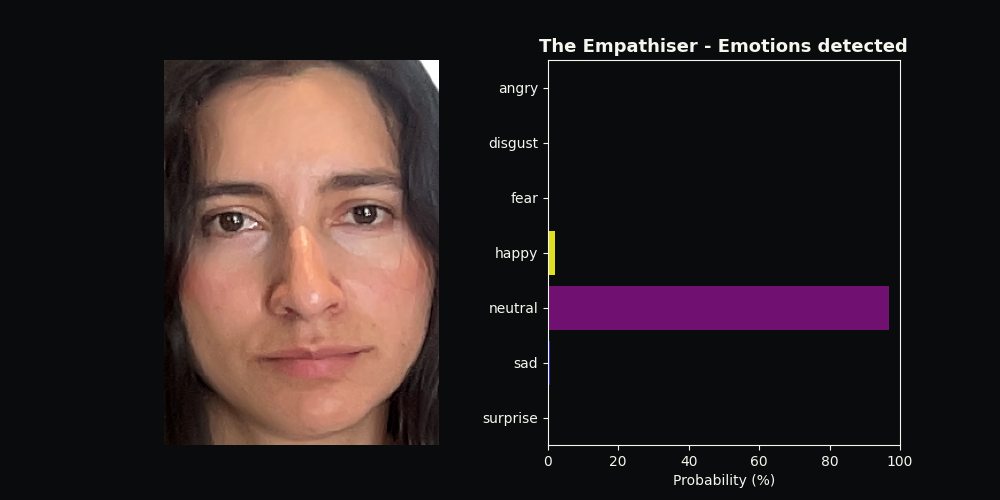 The Empathiser - Emotions detected
angry
disgust
fear
happy
neutral
sad
surprise
0 20 40 60 80 100
Probability (%)